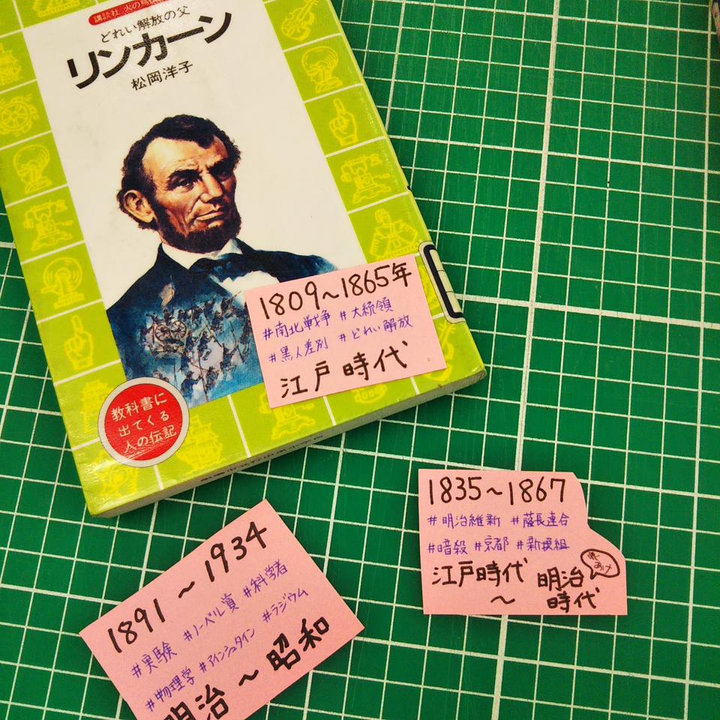 講談社 火の鳥
どれい解放の父
リンカーン
松岡洋子
教科書に
出てくる
人の伝記
1809～1865年
#南北戦争 #大統領
#黒人差別 #どれい解放
江戸時代
1835～1867
#明治維新 #薩長連合
#暗殺 #京都 #新撰組
江戸時代
～
明治
時代
1891～1934
#実験 #ノーベル賞 #科学者
#物理学 #アインシュタイン #ラジウム
明治～昭和